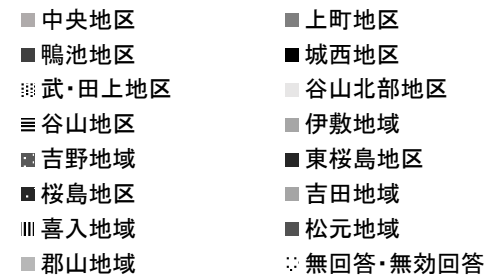 中央地区 上町地区
鴨池地区 城西地区
武・田上地区 谷山北部地区
谷山地区 伊敷地域
吉野地域 東桜島地区
桜島地区 吉田地域
喜入地域 松元地域
郡山地域 無回答・無効回答